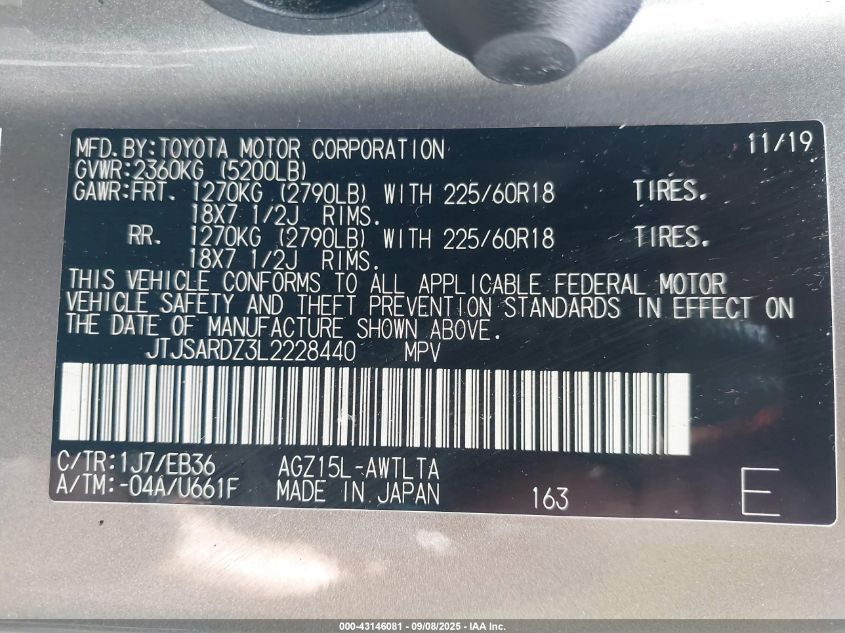 MFD. BY: TOYOTA MOTOR CORPORATION 11/19
GVWR: 2360KG (5200LB)
GAWR: FRT. 1270KG (2790LB) WITH 225/60R18 TIRES.
18X7 1/2J RIMS.
RR. 1270KG (2790LB) WITH 225/60R18 TIRES.
18X7 1/2J RIMS.
THIS VEHICLE CONFORMS TO ALL APPLICABLE FEDERAL MOTOR
VEHICLE SAFETY AND THEFT PREVENTION STANDARDS IN EFFECT ON
THE DATE OF MANUFACTURE SHOWN ABOVE.
JTJSARDZ3L2228440 MPV
C/TR: 1J7/EB36 AGZ15L-AWTLTA
A/TM: -04A/U661F MADE IN JAPAN 163 E
000-43146081 - 09/08/2025 - IAA Inc.